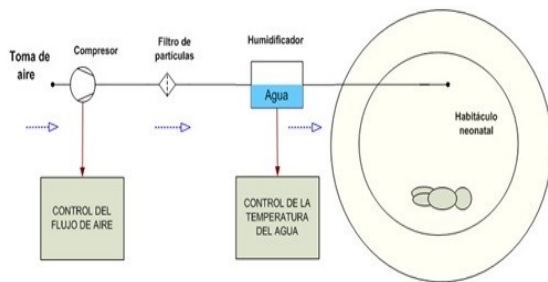 Toma de
aire
Compresor
Filtro de
partículas
Humidificador
Agua
Habitáculo
neonatal
CONTROL DEL
FLUJO DE AIRE
CONTROL DE LA
TEMPERATURA
DEL AGUA